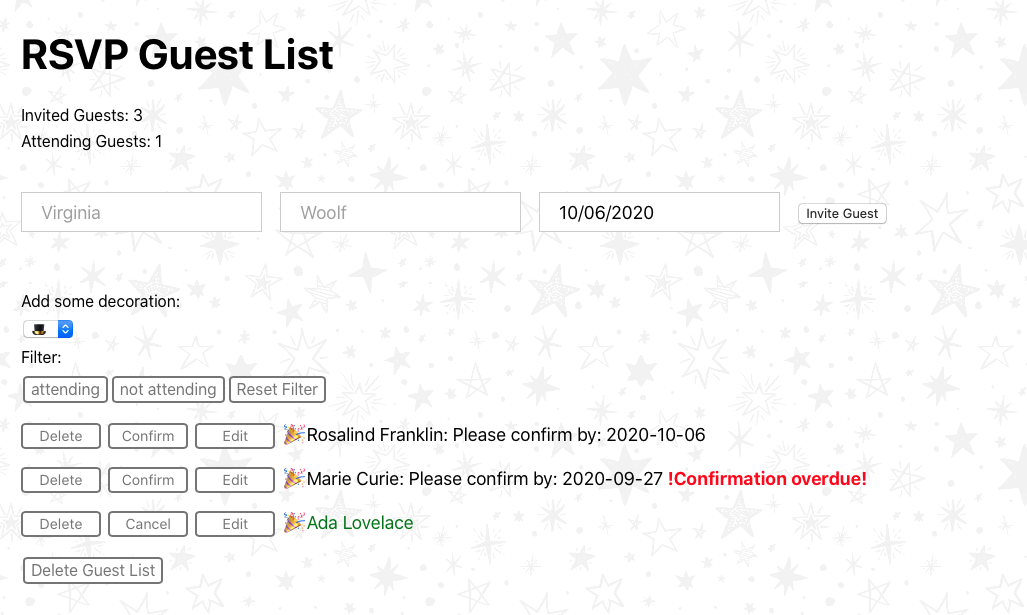 RSVP Guest List
Invited Guests: 3
Attending Guests: 1
Virginia Woolf 10/06/2020 Invite Guest
Add some decoration:
Filter:
attending not attending Reset Filter
Delete Confirm Edit Rosalind Franklin: Please confirm by: 2020-10-06
Delete Confirm Edit Marie Curie: Please confirm by: 2020-09-27 !Confirmation overdue!
Delete Cancel Edit Ada Lovelace
Delete Guest List